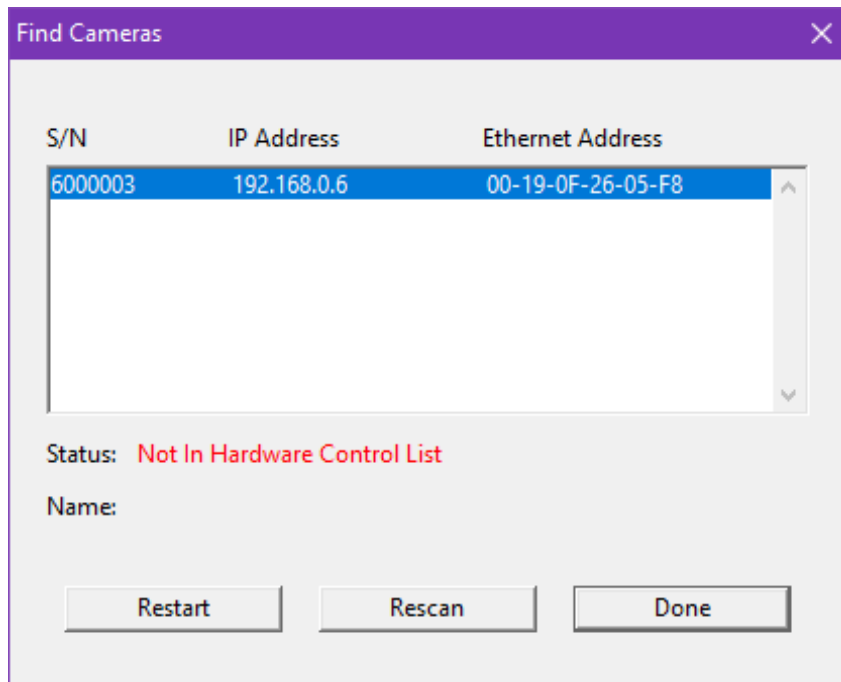 Find Cameras
S/N IP Address Ethernet Address
6000003 192.168.0.6 00-19-0F-26-05-F8
Status: Not In Hardware Control List
Name:
Restart Rescan Done